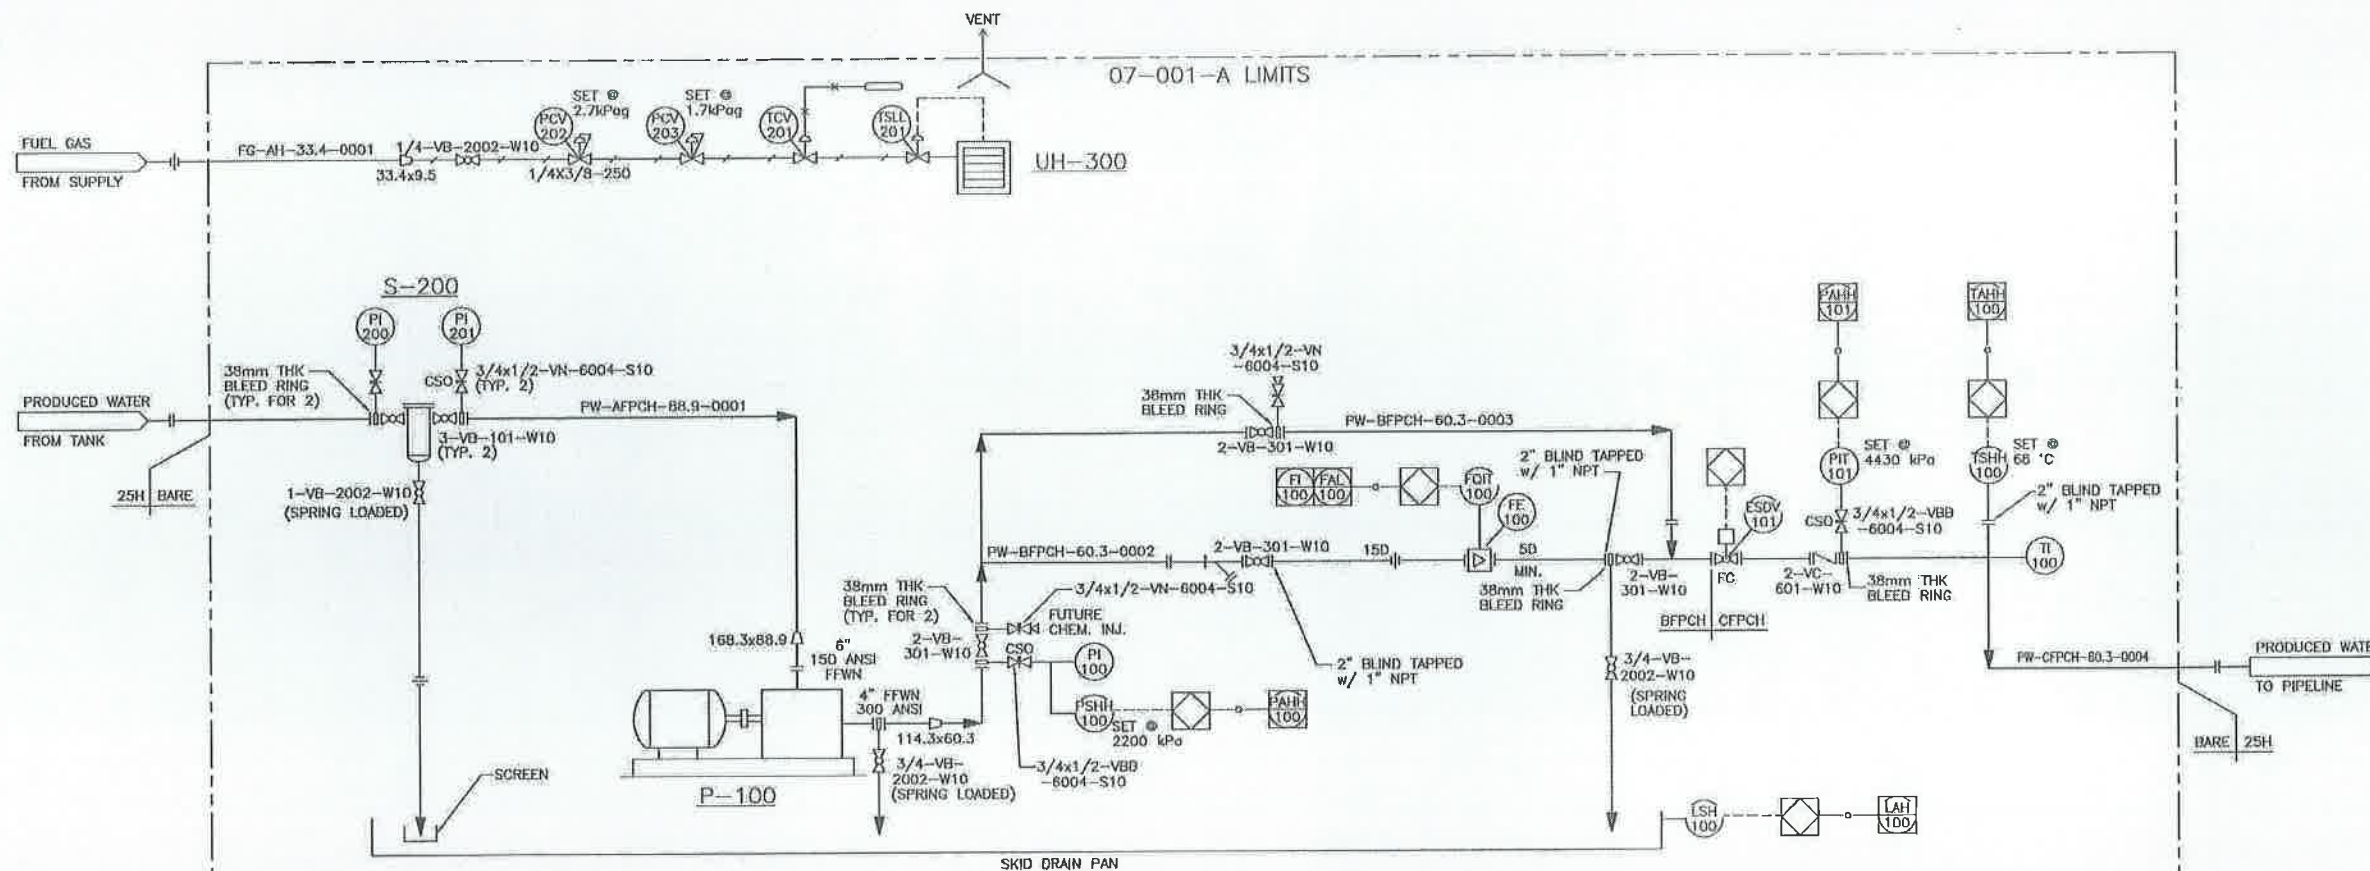 VENT
07-001-A LIMITS
FUEL GAS
FROM SUPPLY
FG-AH-33.4-0001
33.4x9.5
1/4-VB-2002-W10
PCV
202
SET @
2.7kPag
1/4X3/8-250
PCV
203
SET @
1.7kPag
TCV
201
TSLL
201
UH-300
S-200
PI
200
PI
201
38mm THK
BLEED RING
(TYP. FOR 2)
CSO
3/4x1/2-VN-6004-S10
(TYP. 2)
PRODUCED WATER
FROM TANK
25H
BARE
3-VB-101-W10
(TYP. 2)
1-VB-2002-W10
(SPRING LOADED)
PW-AFPCH-88.9-0001
168.3x88.9
6"
150 ANSI
FFWN
4" FFWN
300 ANSI
114.3x60.3
P-100
3/4-VB-
2002-W10
(SPRING LOADED)
SCREEN
SKID DRAIN PAN
38mm THK
BLEED RING
(TYP. FOR 2)
2-VB-
301-W10
3/4x1/2-VN-6004-S10
FUTURE
CHEM. INJ.
CSO
PI
100
PSHH
100
SET @
2200 kPa
PAHH
100
3/4x1/2-VBB
-6004-S10
PW-BFPCH-60.3-0002
2-VB-301-W10
2" BLIND TAPPED
w/ 1" NPT
15D
3/4x1/2-VN
-6004-S10
38mm THK
BLEED RING
2-VB-301-W10
PW-BFPCH-60.3-0003
FI
100
FAL
100
FQIT
100
FE
100
5D
MIN.
2" BLIND TAPPED
w/ 1" NPT
38mm THK
BLEED RING
2-VB-
301-W10
3/4-VB-
2002-W10
(SPRING
LOADED)
ESDV
101
FC
BFPCH
CFPCH
2-VC-
601-W10
PAHH
101
PIT
101
SET @
4430 kPa
CSO
3/4x1/2-VBB
-6004-S10
38mm THK
BLEED RING
TAHH
100
TSHH
100
SET @
66 °C
2" BLIND TAPPED
w/ 1" NPT
TI
100
PW-CFPCH-60.3-0004
PRODUCED WATE
TO PIPELINE
BARE
25H
LSH
100
LAH
100